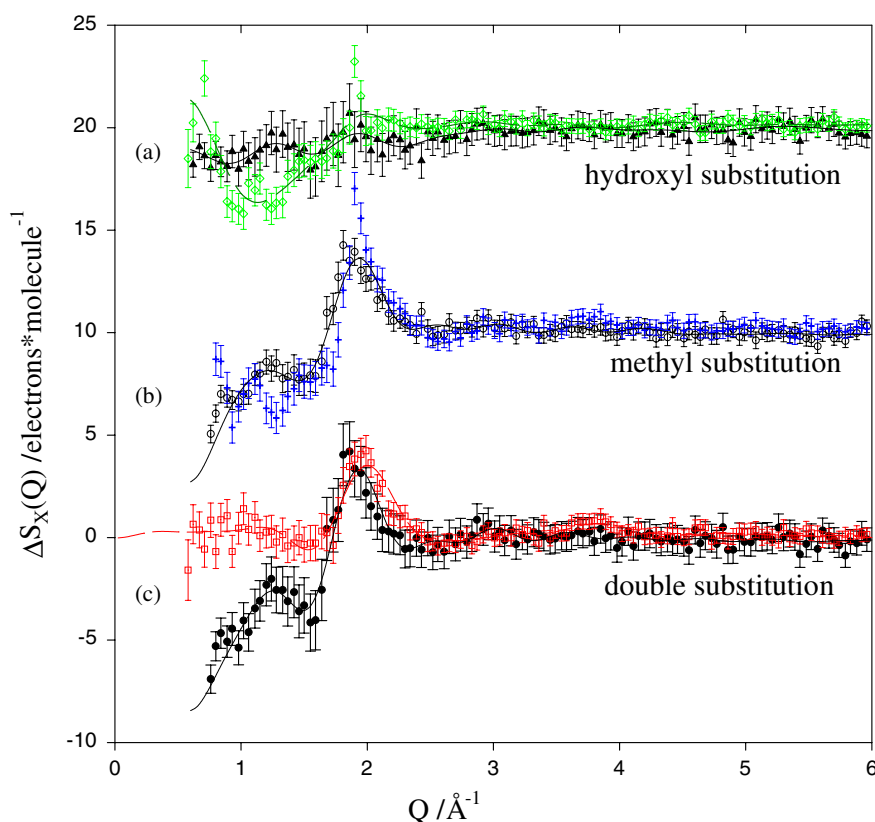 25
20
15
10
5
0
-5
-10
ΔS_X(Q) /electrons*molecule^-1
(a)
hydroxyl substitution
(b)
methyl substitution
(c)
double substitution
0 1 2 3 4 5 6
Q /Å^-1